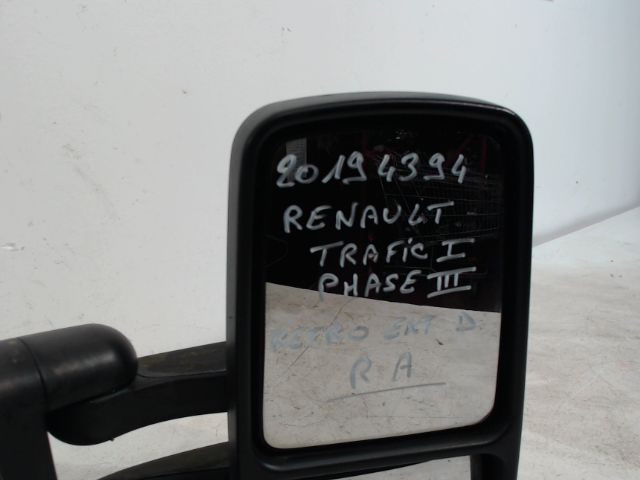 20194394
RENAULT
TRAFIC I
PHASE III
RETRO EXT D
R A